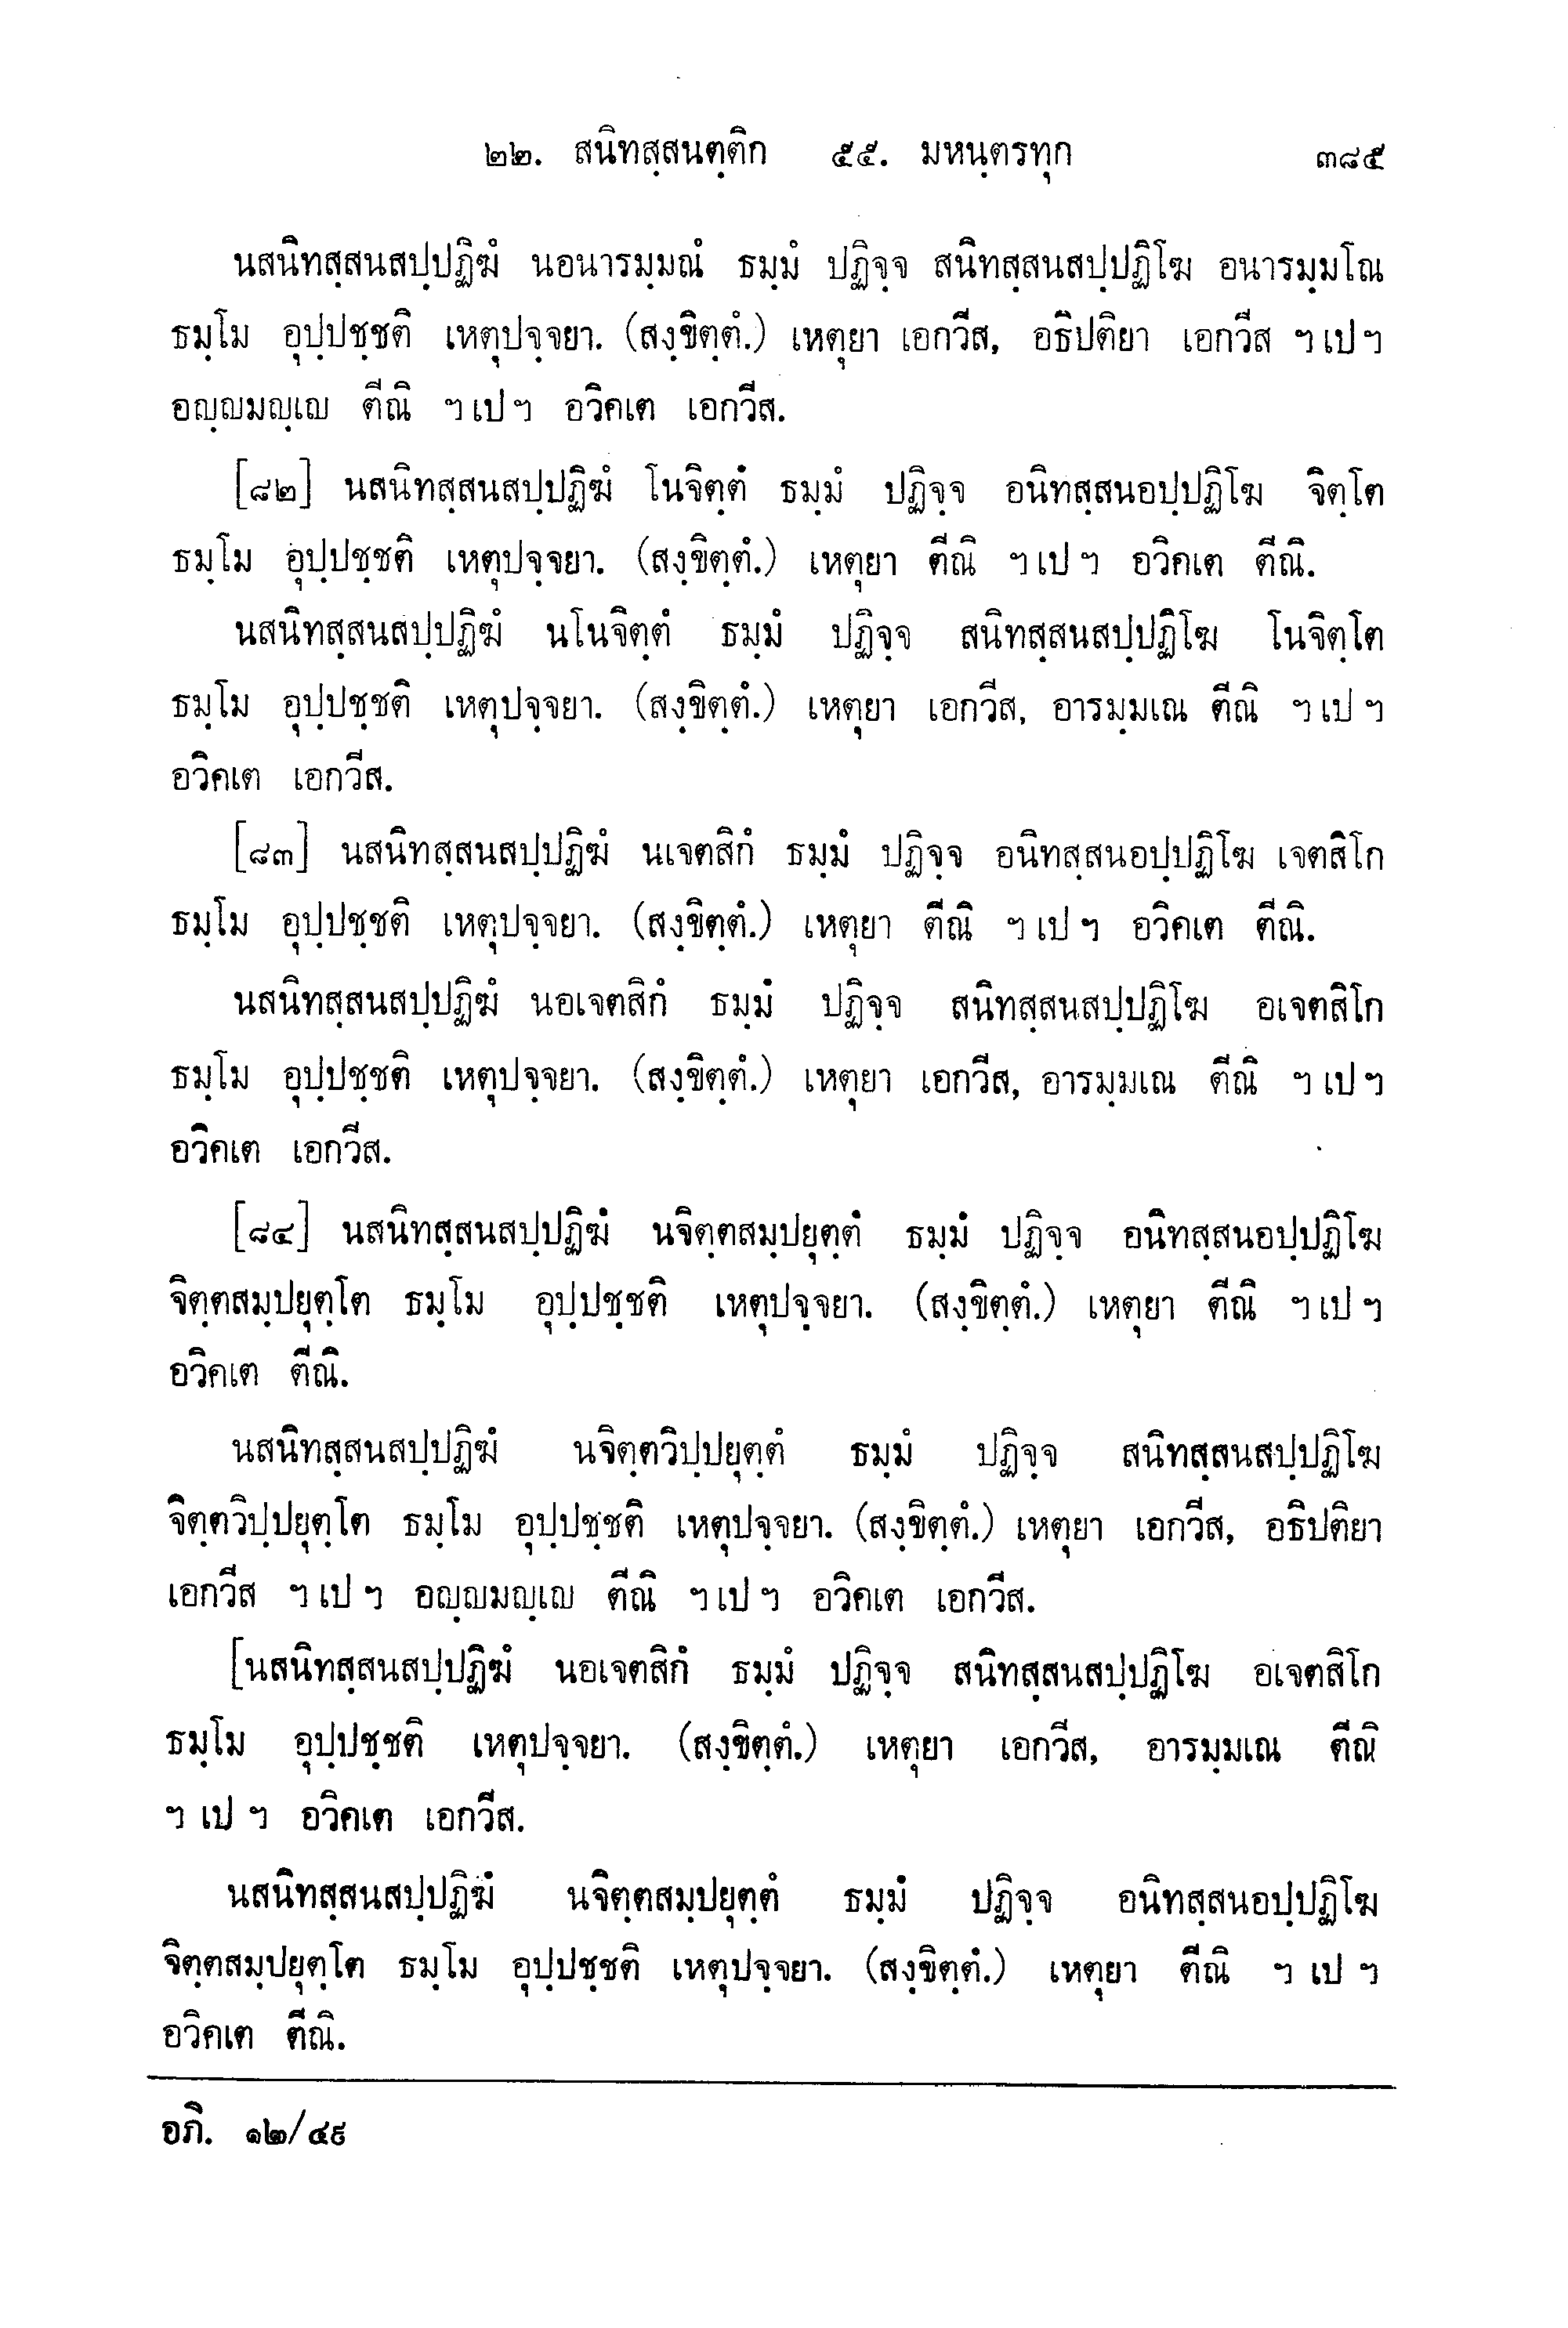 ๒๒. สนิทสฺสนตฺติก ๕๕. มหนฺตรทุก ๓๘๕
นสนิทสฺสนสปฺปฏิฆํ นอนารมฺมณํ ธมฺมํ ปฏิจฺจ สนิทสฺสนสปฺปฏิโฆ อนารมฺมโณ
ธมฺโม อุปฺปชฺชติ เหตุปจฺจยา. (สงฺขิตฺตํ.) เหตุยา เอกวีส, อธิปติยา เอกวีส ฯ เป ฯ
อญฺญมญฺเญ ตีณิ ฯ เป ฯ อวิคเต เอกวีส.
[๘๒] นสนิทสฺสนสปฺปฏิฆํ โนจิตฺตํ ธมฺมํ ปฏิจฺจ อนิทสฺสนอปฺปฏิโฆ จิตฺโต
ธมฺโม อุปฺปชฺชติ เหตุปจฺจยา. (สงฺขิตฺตํ.) เหตุยา ตีณิ ฯ เป ฯ อวิคเต ตีณิ.
นสนิทสฺสนสปฺปฏิฆํ นโนจิตฺตํ ธมฺมํ ปฏิจฺจ สนิทสฺสนสปฺปฏิโฆ โนจิตฺโต
ธมฺโม อุปฺปชฺชติ เหตุปจฺจยา. (สงฺขิตฺตํ.) เหตุยา เอกวีส, อารมฺมเณ ตีณิ ฯ เป ฯ
อวิคเต เอกวีส.
[๘๓] นสนิทสฺสนสปฺปฏิฆํ นเจตสิกํ ธมฺมํ ปฏิจฺจ อนิทสฺสนอปฺปฏิโฆ เจตสิโก
ธมฺโม อุปฺปชฺชติ เหตุปจฺจยา. (สงฺขิตฺตํ.) เหตุยา ตีณิ ฯ เป ฯ อวิคเต ตีณิ.
นสนิทสฺสนสปฺปฏิฆํ นอเจตสิกํ ธมฺมํ ปฏิจฺจ สนิทสฺสนสปฺปฏิโฆ อเจตสิโก
ธมฺโม อุปฺปชฺชติ เหตุปจฺจยา. (สงฺขิตฺตํ.) เหตุยา เอกวีส, อารมฺมเณ ตีณิ ฯ เป ฯ
อวิคเต เอกวีส.
[๘๔] นสนิทสฺสนสปฺปฏิฆํ นจิตฺตสมฺปยุตฺตํ ธมฺมํ ปฏิจฺจ อนิทสฺสนอปฺปฏิโฆ
จิตฺตสมฺปยุตฺโต ธมฺโม อุปฺปชฺชติ เหตุปจฺจยา. (สงฺขิตฺตํ.) เหตุยา ตีณิ ฯ เป ฯ
อวิคเต ตีณิ.
นสนิทสฺสนสปฺปฏิฆํ นจิตฺตวิปฺปยุตฺตํ ธมฺมํ ปฏิจฺจ สนิทสฺสนสปฺปฏิโฆ
จิตฺตวิปฺปยุตฺโต ธมฺโม อุปฺปชฺชติ เหตุปจฺจยา. (สงฺขิตฺตํ.) เหตุยา เอกวีส, อธิปติยา
เอกวีส ฯ เป ฯ อญฺญมญฺเญ ตีณิ ฯ เป ฯ อวิคเต เอกวีส.
[นสนิทสฺสนสปฺปฏิฆํ นอเจตสิกํ ธมฺมํ ปฏิจฺจ สนิทสฺสนสปฺปฏิโฆ อเจตสิโก
ธมฺโม อุปฺปชฺชติ เหตุปจฺจยา. (สงฺขิตฺตํ.) เหตุยา เอกวีส, อารมฺมเณ ตีณิ
ฯ เป ฯ อวิคเต เอกวีส.
นสนิทสฺสนสปฺปฏิฆํ นจิตฺตสมฺปยุตฺตํ ธมฺมํ ปฏิจฺจ อนิทสฺสนอปฺปฏิโฆ
จิตฺตสมฺปยุตฺโต ธมฺโม อุปฺปชฺชติ เหตุปจฺจยา. (สงฺขิตฺตํ.) เหตุยา ตีณิ ฯ เป ฯ
อวิคเต ตีณิ.
อภิ. ๑๒/๔๙